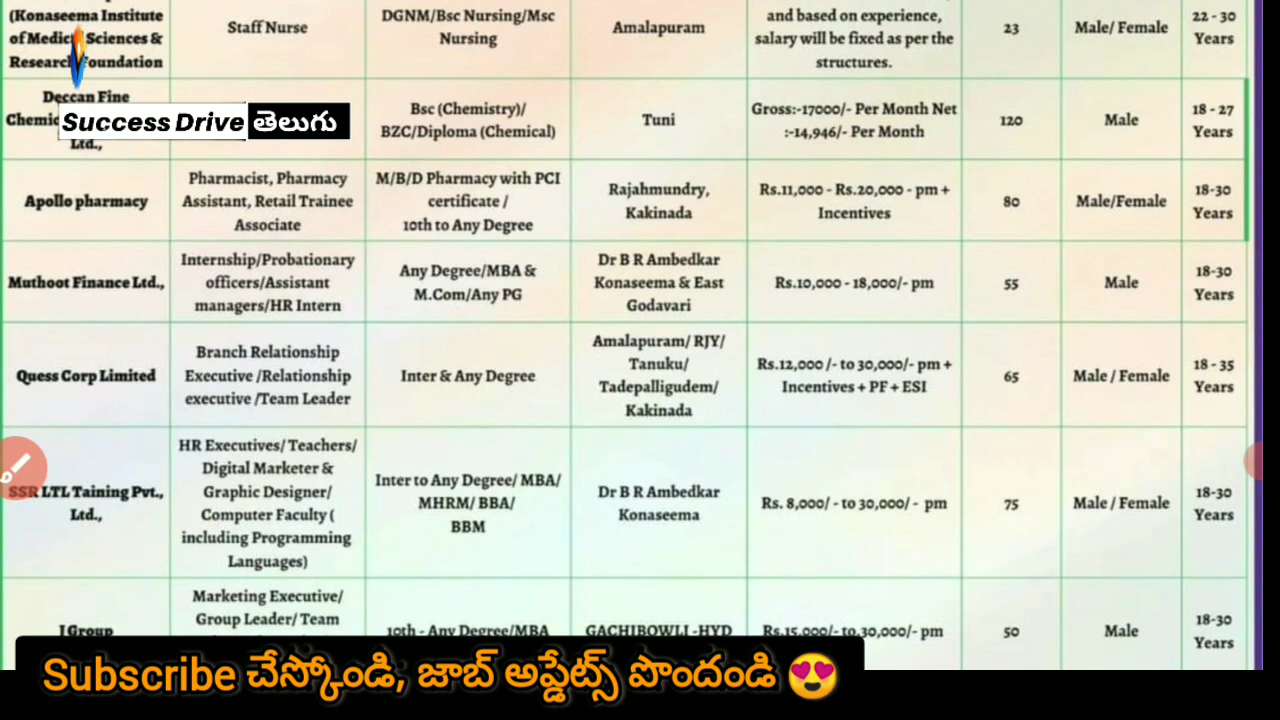 (Konaseema Institute
of Medical Sciences &
Research Foundation
Staff Nurse
DGNM/Bsc Nursing/Msc
Nursing
Amalapuram
and based on experience,
salary will be fixed as per the
structures.
23
Male/ Female
22 - 30
Years
Deccan Fine
Ltd.,
Success Drive తెలుగు
Bsc (Chemistry)/
BZC/Diploma (Chemical)
Tuni
Gross:-17000/- Per Month Net
:-14,946/- Per Month
120
Male
18 - 27
Years
Apollo pharmacy
Pharmacist, Pharmacy
Assistant, Retail Trainee
Associate
M/B/D Pharmacy with PCI
certificate /
10th to Any Degree
Rajahmundry,
Kakinada
Rs.11,000 - Rs.20,000 - pm +
Incentives
80
Male/Female
18-30
Years
Muthoot Finance Ltd.,
Internship/Probationary
officers/Assistant
managers/HR Intern
Any Degree/MBA &
M.Com/Any PG
Dr B R Ambedkar
Konaseema & East
Godavari
Rs.10,000 - 18,000/- pm
55
Male
18-30
Years
Quess Corp Limited
Branch Relationship
Executive /Relationship
executive /Team Leader
Inter & Any Degree
Amalapuram/ RJY/
Tanuku/
Tadepalligudem/
Kakinada
Rs.12,000 /- to 30,000/- pm +
Incentives + PF + ESI
65
Male / Female
18 - 35
Years
SSR LTL Taining Pvt.,
Ltd.,
HR Executives/ Teachers/
Digital Marketer &
Graphic Designer/
Computer Faculty (
including Programming
Languages)
Inter to Any Degree/ MBA/
MHRM/ BBA/
BBM
Dr B R Ambedkar
Konaseema
Rs. 8,000/ - to 30,000/ - pm
75
Male / Female
18-30
Years
J Group
Marketing Executive/
Group Leader/ Team
10th - Any Degree/MBA
GACHIBOWLI -HYD
Rs.15,000/- to 30,000/- pm
50
Male
18-30
Years
Subscribe చేస్కోండి, జాబ్ అప్డేట్స్ పొందండి 😍